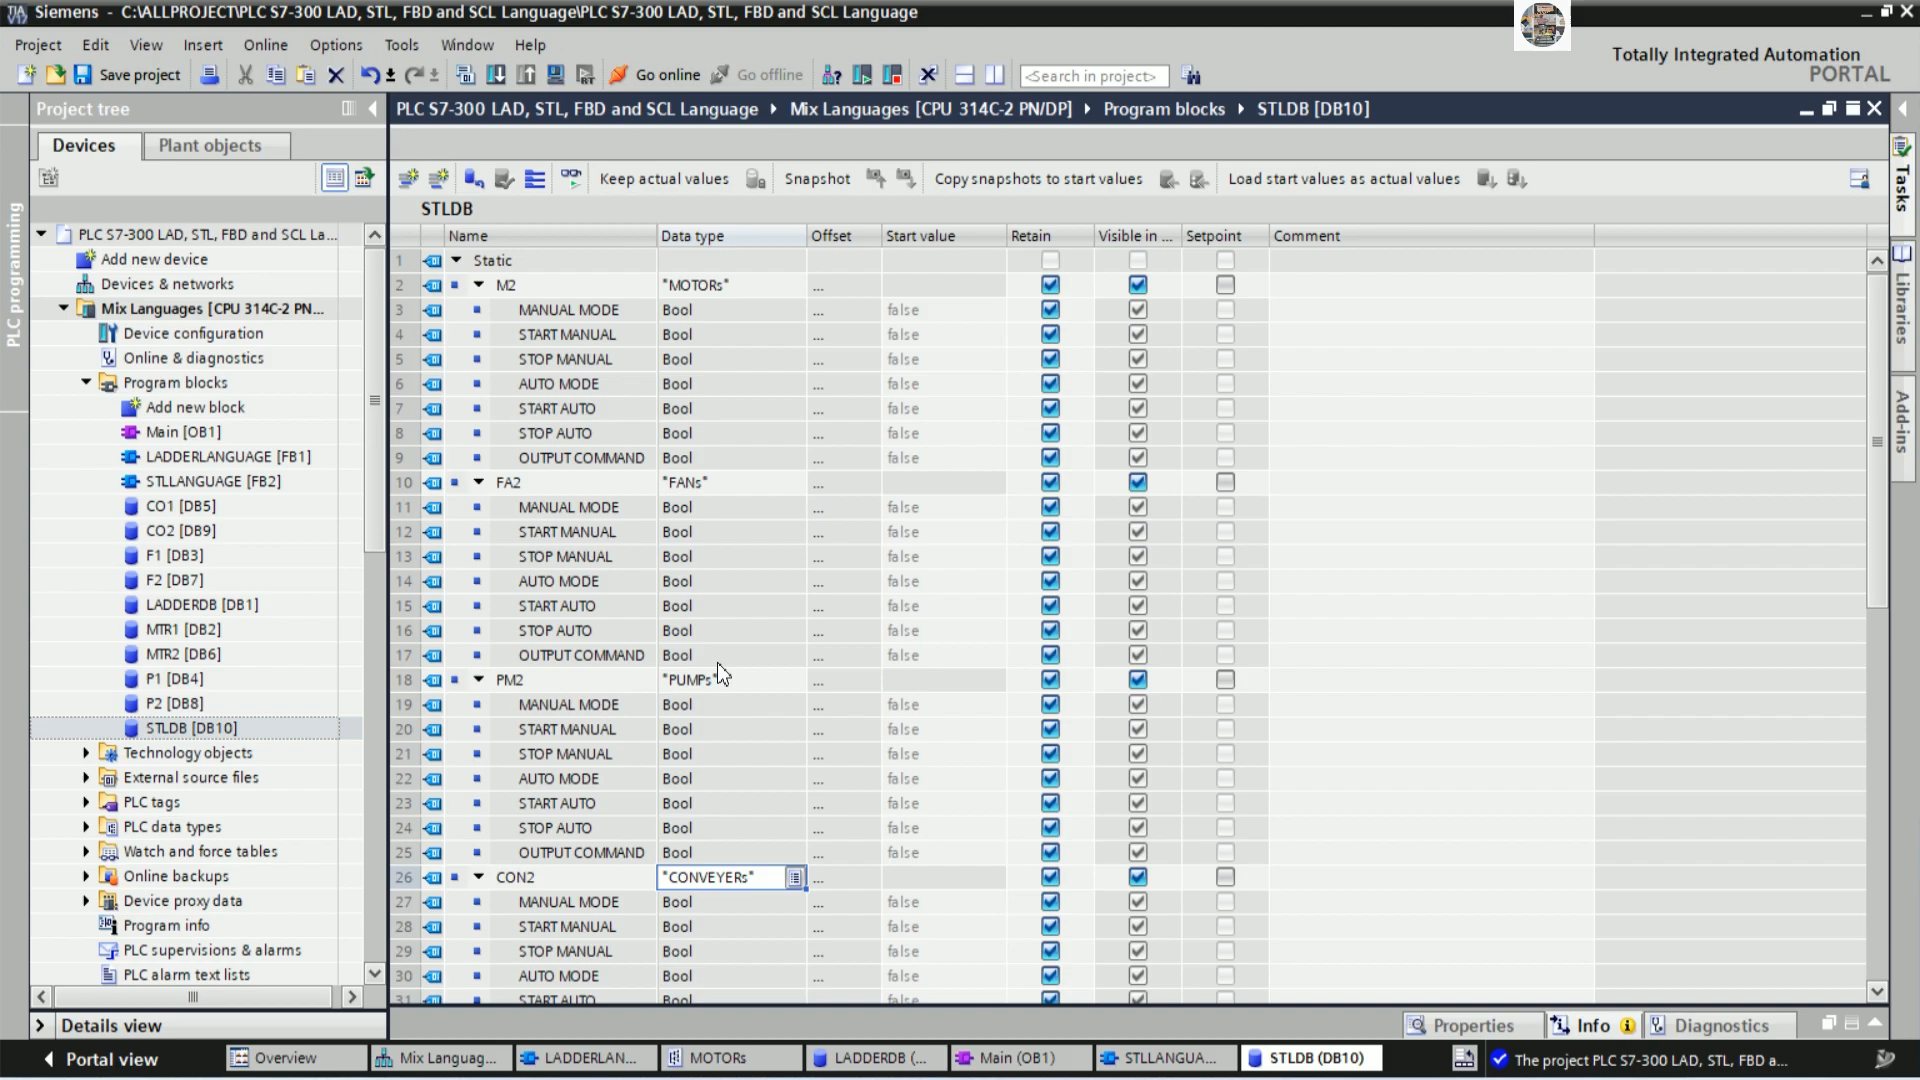 Siemens - C:\ALLPROJECT\PLC S7-300 LAD, STL, FBD and SCL Language\PLC S7-300 LAD, STL, FBD and SCL Language
Project Edit View Insert Online Options Tools Window Help
Totally Integrated Automation
PORTAL
Save project Go online Go offline <Search in project>
Project tree
PLC S7-300 LAD, STL, FBD and SCL Language Mix Languages [CPU 314C-2 PN/DP] Program blocks STLDB [DB10]
Devices Plant objects
Keep actual values Snapshot Copy snapshots to start values Load start values as actual values
PLC programming
PLC S7-300 LAD, STL, FBD and SCL La...
Add new device
Devices & networks
Mix Languages [CPU 314C-2 PN...
Device configuration
Online & diagnostics
Program blocks
Add new block
Main [OB1]
LADDERLANGUAGE [FB1]
STLLANGUAGE [FB2]
CO1 [DB5]
CO2 [DB9]
F1 [DB3]
F2 [DB7]
LADDERDB [DB1]
MTR1 [DB2]
MTR2 [DB6]
P1 [DB4]
P2 [DB8]
STLDB [DB10]
Technology objects
External source files
PLC tags
PLC data types
Watch and force tables
Online backups
Device proxy data
Program info
PLC supervisions & alarms
PLC alarm text lists
Details view
STLDB
Name Data type Offset Start value Retain Visible in ... Setpoint Comment
1 Static
2 M2 "MOTORs" ...
3 MANUAL MODE Bool ... false
4 START MANUAL Bool ... false
5 STOP MANUAL Bool ... false
6 AUTO MODE Bool ... false
7 START AUTO Bool ... false
8 STOP AUTO Bool ... false
9 OUTPUT COMMAND Bool ... false
10 FA2 "FANs" ...
11 MANUAL MODE Bool ... false
12 START MANUAL Bool ... false
13 STOP MANUAL Bool ... false
14 AUTO MODE Bool ... false
15 START AUTO Bool ... false
16 STOP AUTO Bool ... false
17 OUTPUT COMMAND Bool ... false
18 PM2 "PUMPs" ...
19 MANUAL MODE Bool ... false
20 START MANUAL Bool ... false
21 STOP MANUAL Bool ... false
22 AUTO MODE Bool ... false
23 START AUTO Bool ... false
24 STOP AUTO Bool ... false
25 OUTPUT COMMAND Bool ... false
26 CON2 "CONVEYERs" ...
27 MANUAL MODE Bool ... false
28 START MANUAL Bool ... false
29 STOP MANUAL Bool ... false
30 AUTO MODE Bool ... false
31 START AUTO Bool ... false
Tasks
Libraries
Add-ins
Properties Info Diagnostics
Portal view Overview Mix Languag... LADDERLAN... MOTORs LADDERDB (... Main (OB1) STLLANGUA... STLDB (DB10) The project PLC S7-300 LAD, STL, FBD a...